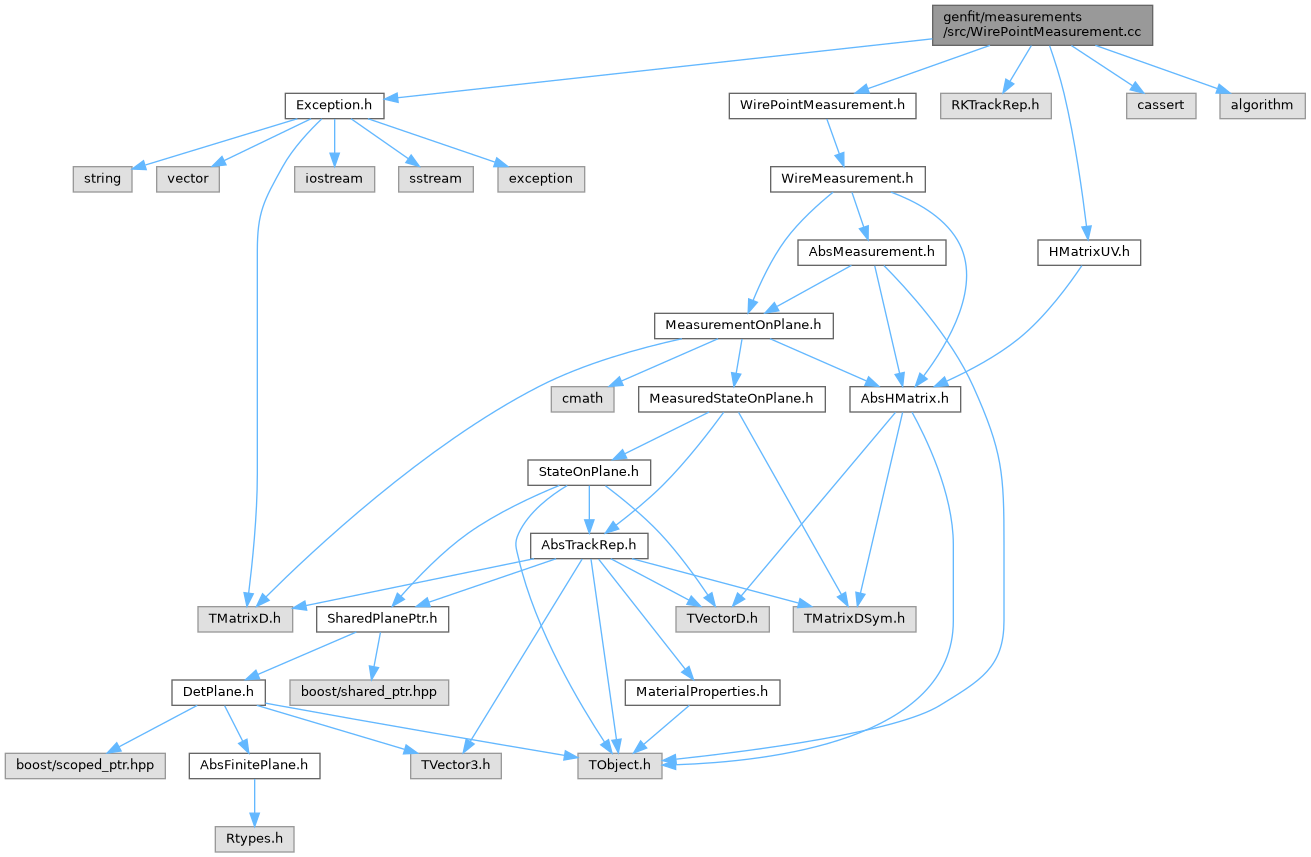 genfit/measurements
/src/WirePointMeasurement.cc
Exception.h
WirePointMeasurement.h
RKTrackRep.h
cassert
algorithm
string
vector
iostream
sstream
exception
WireMeasurement.h
AbsMeasurement.h
HMatrixUV.h
MeasurementOnPlane.h
cmath
MeasuredStateOnPlane.h
AbsHMatrix.h
StateOnPlane.h
AbsTrackRep.h
TMatrixD.h
SharedPlanePtr.h
TVectorD.h
TMatrixDSym.h
DetPlane.h
boost/shared_ptr.hpp
MaterialProperties.h
boost/scoped_ptr.hpp
AbsFinitePlane.h
TVector3.h
TObject.h
Rtypes.h